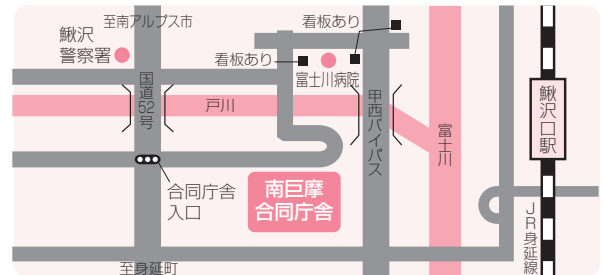 至南アルプス市
看板あり
鰍沢
警察署
看板あり
富士川病院
国道52号
戸川
甲西バイパス
富士川
鰍沢口駅
合同庁舎
入口
南巨摩
合同庁舎
JR身延線
至身延町